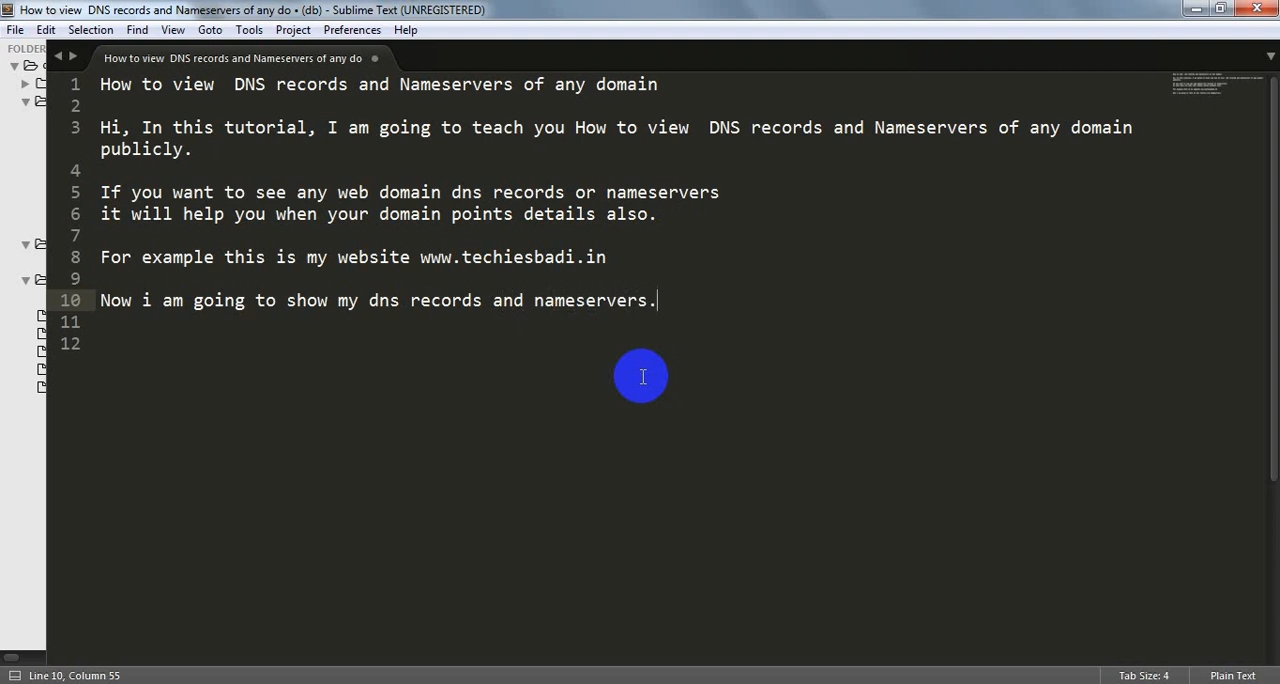 How to view  DNS records and Nameservers of any do • (db) - Sublime Text (UNREGISTERED)
File Edit Selection Find View Goto Tools Project Preferences Help
FOLDER
How to view  DNS records and Nameservers of any do
1 How to view  DNS records and Nameservers of any domain
2
3 Hi, In this tutorial, I am going to teach you How to view  DNS records and Nameservers of any domain
publicly.
4
5 If you want to see any web domain dns records or nameservers
6 it will help you when your domain points details also.
7
8 For example this is my website www.techiesbadi.in
9
10 Now i am going to show my dns records and nameservers.
11
12
Line 10, Column 55
Tab Size: 4
Plain Text